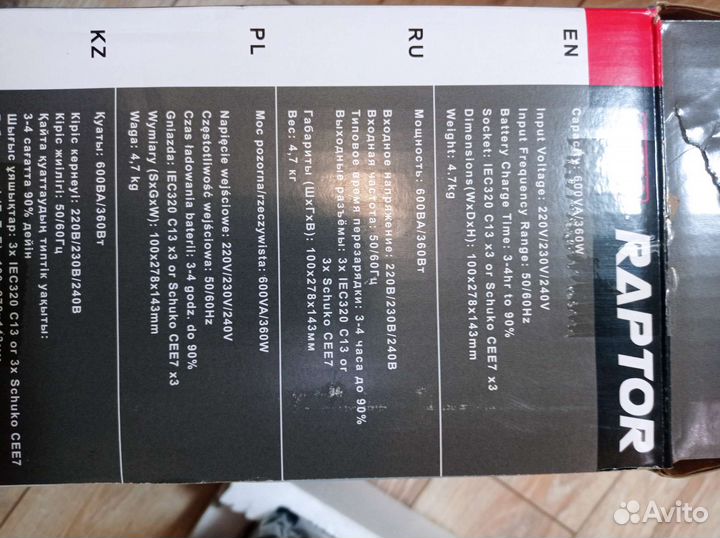 RAPTOR
EN
Capacity: 600VA/360W
Input Voltage: 220V/230V/240V
Input Frequency Range: 50/60Hz
Battery Charge Time: 3-4hr to 90%
Socket: IEC320 C13 x3 or Schuko CEE7 x3
Dimensions(WxDxH): 100x278x143mm
Weight: 4,7kg
RU
Мощность: 600ВА/360Вт
Входное напряжение: 220В/230В/240В
Входная частота: 50/60Гц
Типовое время перезарядки: 3-4 часа до 90%
Выходные разъёмы: 3x IEC320 C13 or
3x Schuko CEE7
Габариты (ШхГхВ): 100x278x143мм
Вес: 4,7 кг
PL
Moc pozorna/rzeczywista: 600VA/360W
Napięcie wejściowe: 220V/230V/240V
Częstotliwość wejściowa: 50/60Hz
Czas ładowania baterii: 3-4 godz. do 90%
Gniazda: IEC320 C13 x3 or Schuko CEE7 x3
Wymiary (SxGxW): 100x278x143mm
Waga: 4,7 kg
KZ
Қуаты: 600ВА/360Вт
Кіріс кернеуі: 220В/230В/240В
Кіріс жиілігі: 50/60Гц
Қайта қуаттаудың типтік уақыты:
3-4 сағатта 90% дейін
Шығыс ұяшықтар: 3x IEC320 C13 or 3x Schuko CEE7
Avito